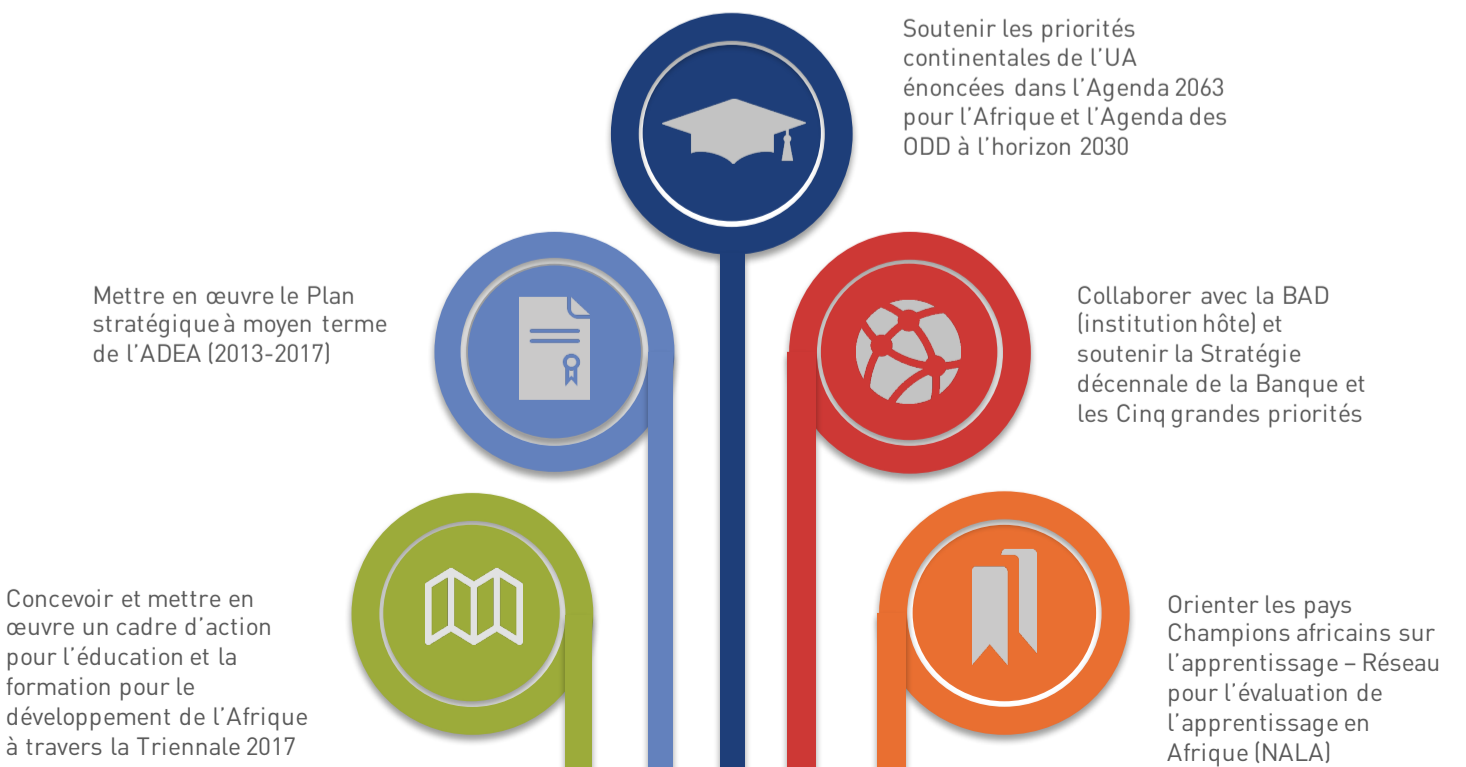 Soutenir les priorités
continentales de l'UA
énoncées dans l'Agenda 2063
pour l'Afrique et l'Agenda des
ODD à l'horizon 2030
Mettre en œuvre le Plan
stratégique à moyen terme
de l'ADEA (2013-2017)
Collaborer avec la BAD
(institution hôte) et
soutenir la Stratégie
décennale de la Banque et
les Cinq grandes priorités
Concevoir et mettre en
œuvre un cadre d'action
pour l'éducation et la
formation pour le
développement de l'Afrique
à travers la Triennale 2017
Orienter les pays
Champions africains sur
l'apprentissage – Réseau
pour l'évaluation de
l'apprentissage en
Afrique (NALA)